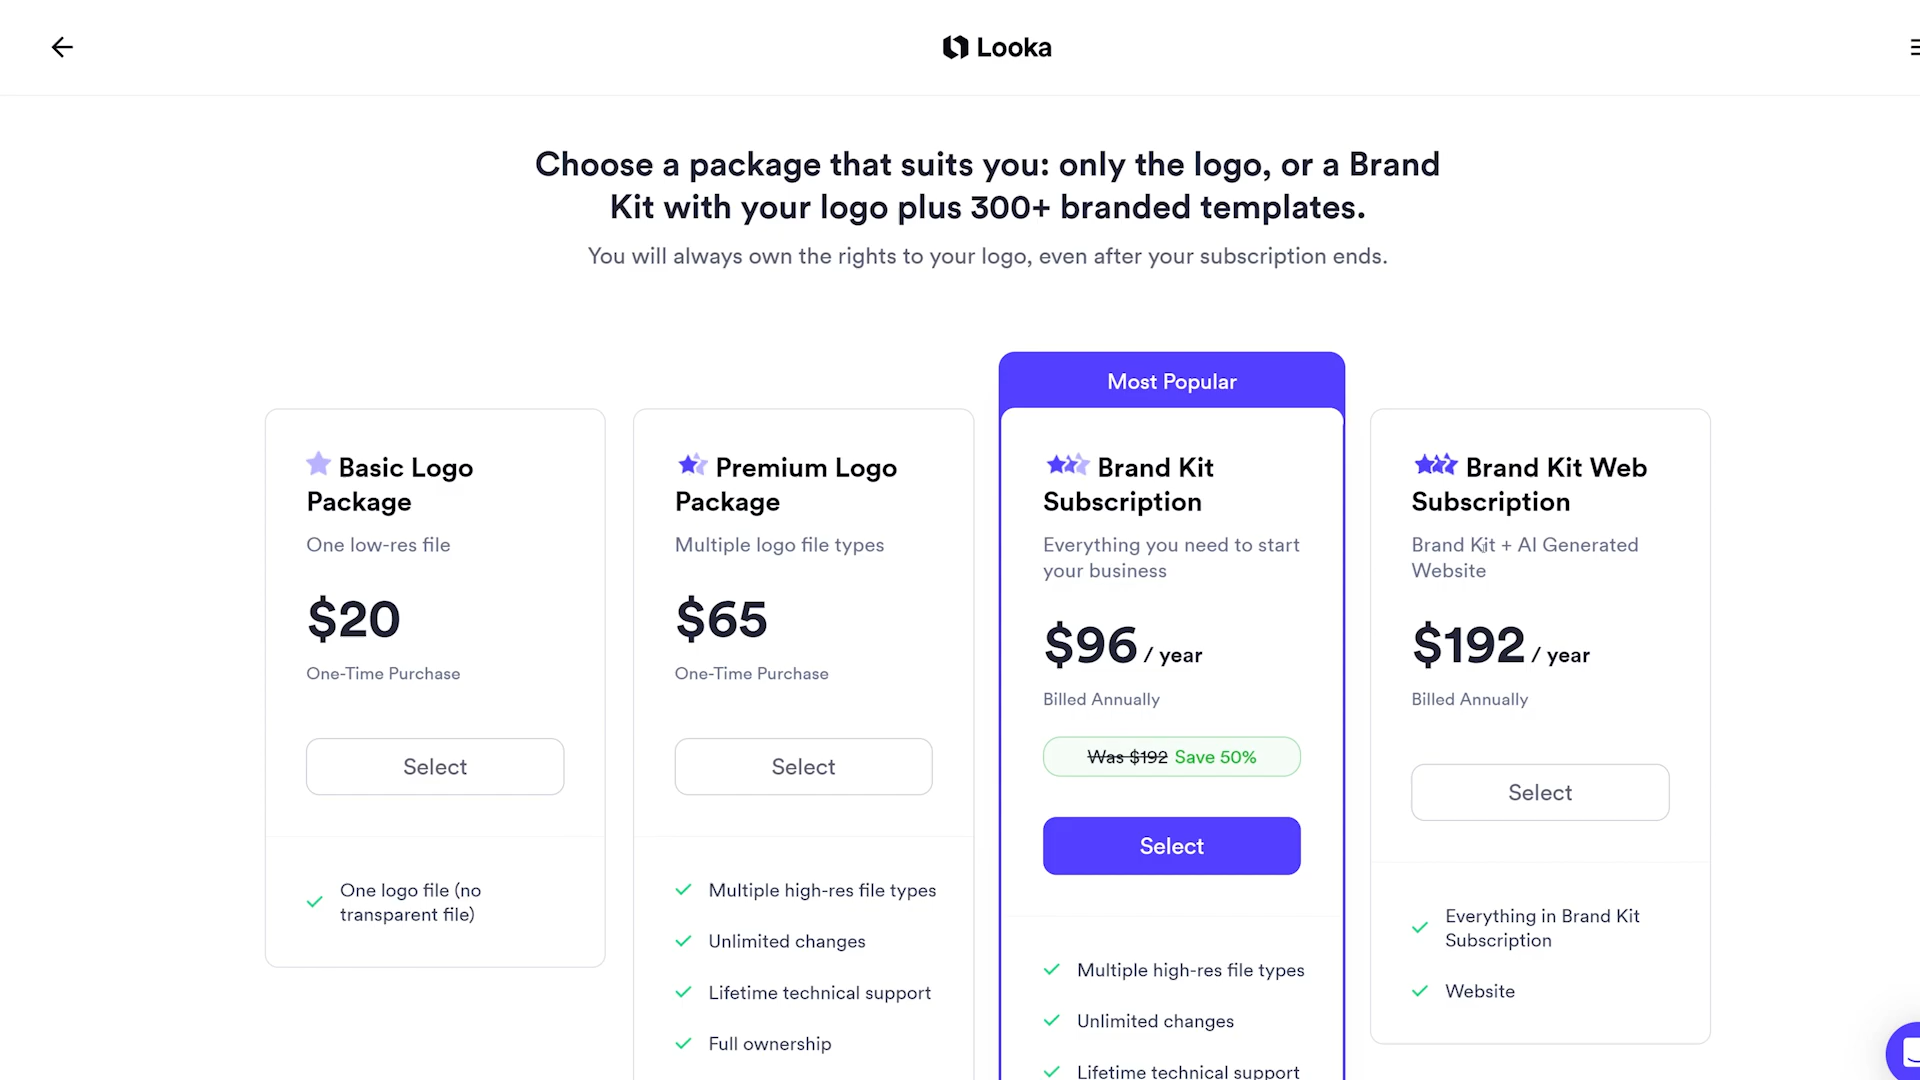 Looka
Choose a package that suits you: only the logo, or a Brand
Kit with your logo plus 300+ branded templates.
You will always own the rights to your logo, even after your subscription ends.
Most Popular
Basic Logo
Package
One low-res file
$20
One-Time Purchase
Select
One logo file (no
transparent file)
Premium Logo
Package
Multiple logo file types
$65
One-Time Purchase
Select
Multiple high-res file types
Unlimited changes
Lifetime technical support
Full ownership
Brand Kit
Subscription
Everything you need to start
your business
$96 / year
Billed Annually
Was $192 Save 50%
Select
Multiple high-res file types
Unlimited changes
Lifetime technical support
Brand Kit Web
Subscription
Brand Kit + AI Generated
Website
$192 / year
Billed Annually
Select
Everything in Brand Kit
Subscription
Website